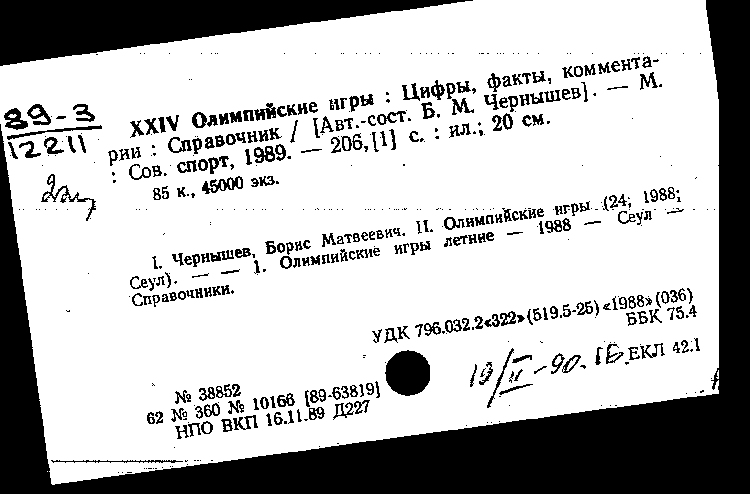 89-3
12211
XXIV Олимпийские игры : Цифры, факты, коммента-
рии : Справочник / [Авт.-сост. Б. М. Чернышев]. — М.
: Сов. спорт, 1989. — 206,[1] с. : ил.; 20 см.
85 к., 45000 экз.
I. Чернышев, Борис Матвеевич. II. Олимпийские игры (24; 1988;
Сеул). — — 1. Олимпийские игры летние — 1988 — Сеул —
Справочники.
УДК 796.032.2«322»(519.5-25)«1988»(036)
ББК 75.4
19/II-90. ЕКЛ 42.1
№ 38852
62 № 360 № 10166 [89-63819]
НПО ВКП 16.11.89 Д227